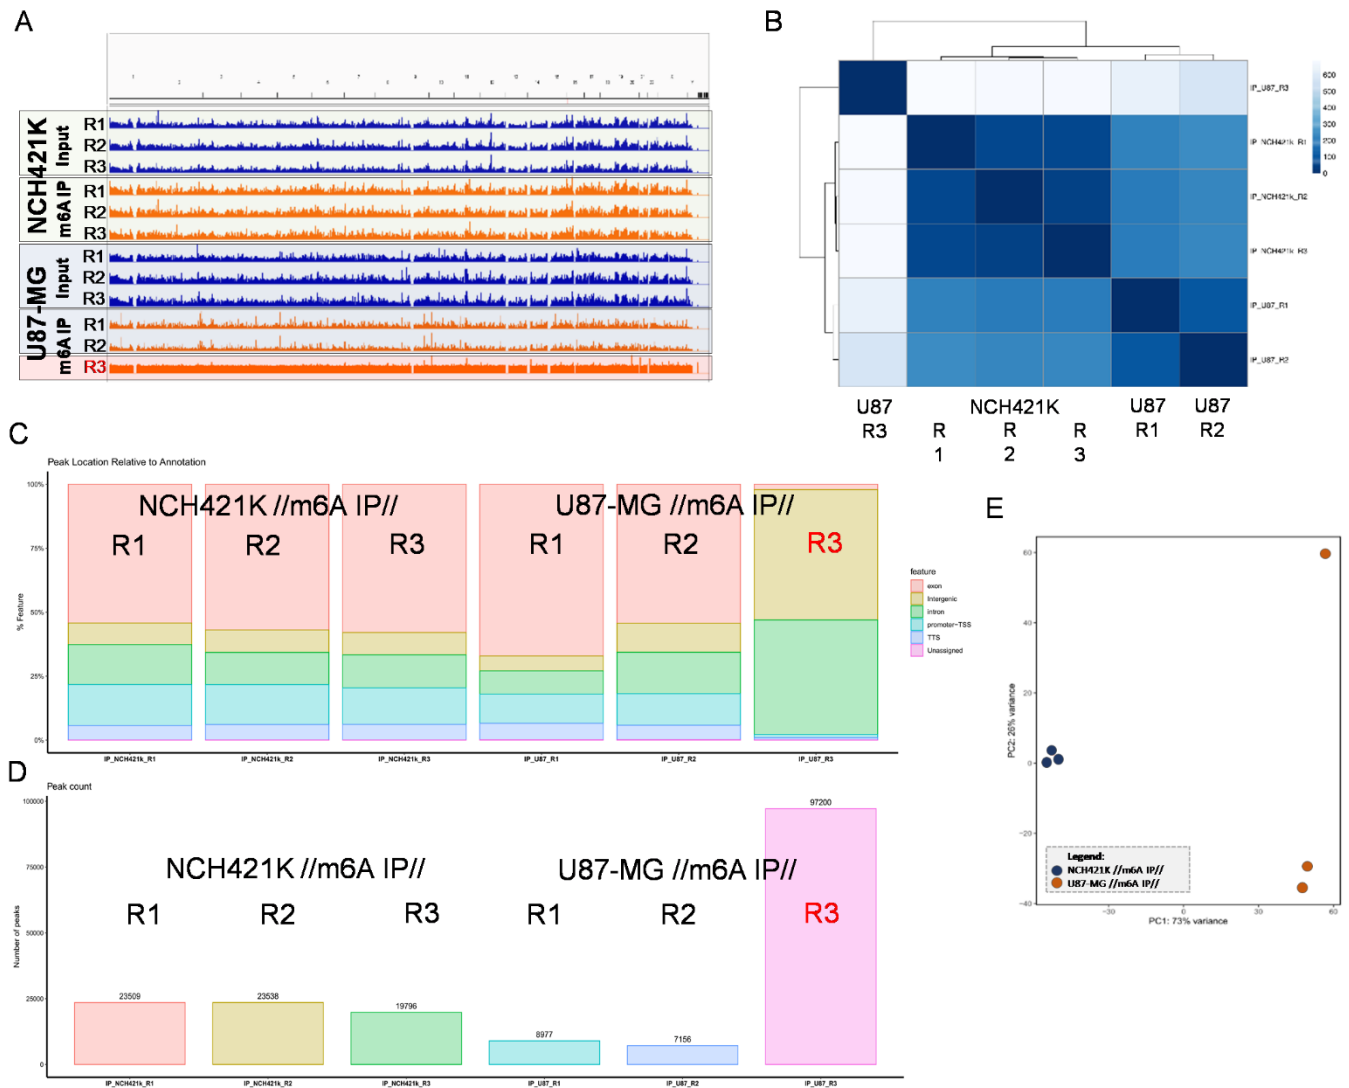 A
NCH421K
Input
R1
R2
R3
m6A IP
R1
R2
R3
U87-MG
Input
R1
R2
R3
m6A IP
R1
R2
R3
B
600
500
400
300
200
100
0
IP_U87_R3
IP_NCH421k_R1
IP_NCH421k_R2
IP_NCH421k_R3
IP_U87_R1
IP_U87_R2
U87 NCH421K U87 U87
R3 R R R R1 R2
1 2 3
C
Peak Location Relative to Annotation
NCH421K //m6A IP// U87-MG //m6A IP//
R1 R2 R3 R1 R2 R3
100%
75%
50%
25%
0%
% Feature
feature
exon
Intergenic
intron
promoter-TSS
TTS
Unassigned
IP_NCH421k_R1 IP_NCH421k_R2 IP_NCH421k_R3 IP_U87_R1 IP_U87_R2 IP_U87_R3
D
Peak count
100000
75000
50000
25000
0
Number of peaks
97200
NCH421K //m6A IP// U87-MG //m6A IP//
R1 R2 R3 R1 R2 R3
23509 23538 19796 8977 7156
IP_NCH421k_R1 IP_NCH421k_R2 IP_NCH421k_R3 IP_U87_R1 IP_U87_R2 IP_U87_R3
E
60
40
20
0
−20
−40
PC2: 26% variance
Legend:
NCH421K //m6A IP//
U87-MG //m6A IP//
−30 0 30 60
PC1: 73% variance